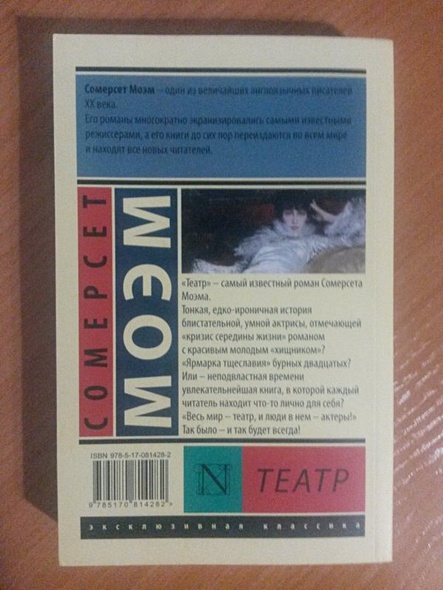 Сомерсет Моэм – один из величайших англоязычных писателей
XX века.
Его романы многократно экранизировались самыми известными
режиссерами, а его книги до сих пор переиздаются во всем мире
и находят все новых читателей.
СОМЕРСЕТ
МОЭМ
«Театр» – самый известный роман Сомерсета
Моэма.
Тонкая, едко-ироничная история
блистательной, умной актрисы, отмечающей
«кризис середины жизни» романом
с красивым молодым «хищником»?
«Ярмарка тщеславия» бурных двадцатых?
Или – неподвластная времени
увлекательнейшая книга, в которой каждый
читатель находит что-то лично для себя?
«Весь мир – театр, и люди в нем – актеры!»
Так было – и так будет всегда!
ISBN 978-5-17-081428-2
9 785170 814282 >
N
ТЕАТР
эксклюзивная классика